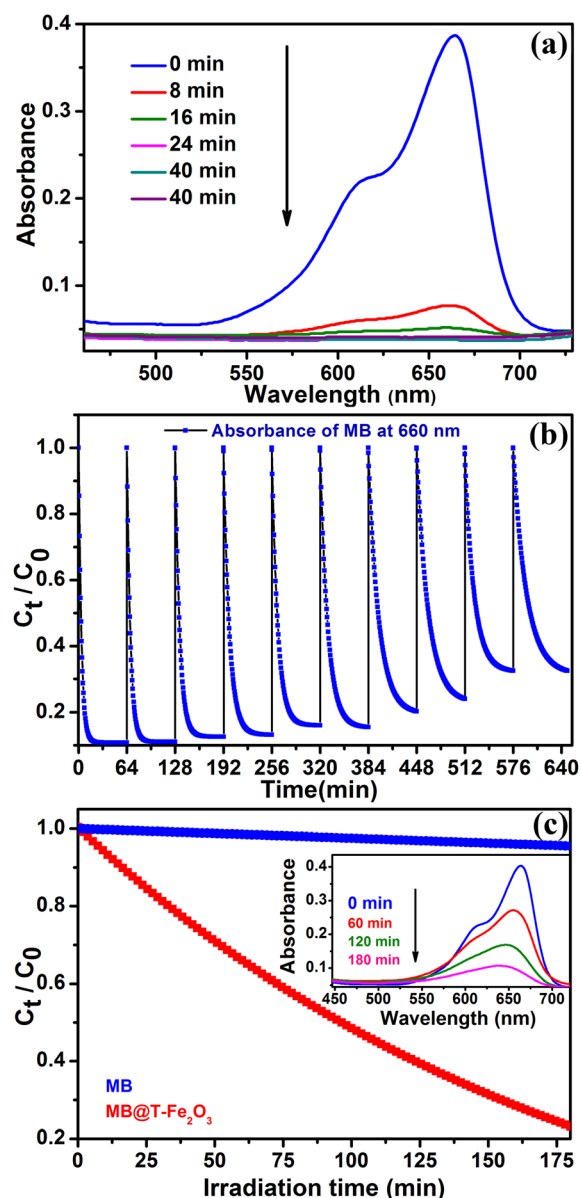 (a)
0.4
0.3
0.2
0.1
Absorbance
0 min
8 min
16 min
24 min
40 min
40 min
500 550 600 650 700
Wavelength (nm)
(b)
Absorbance of MB at 660 nm
1.0
0.8
0.6
0.4
0.2
Ct / C0
0 64 128 192 256 320 384 448 512 576 640
Time(min)
(c)
1.0
0.8
0.6
0.4
0.2
Ct / C0
MB
MB@T-Fe2O3
0.4
0.3
0.2
0.1
Absorbance
0 min
60 min
120 min
180 min
450 500 550 600 650 700
Wavelength (nm)
0 25 50 75 100 125 150 175
Irradiation time (min)